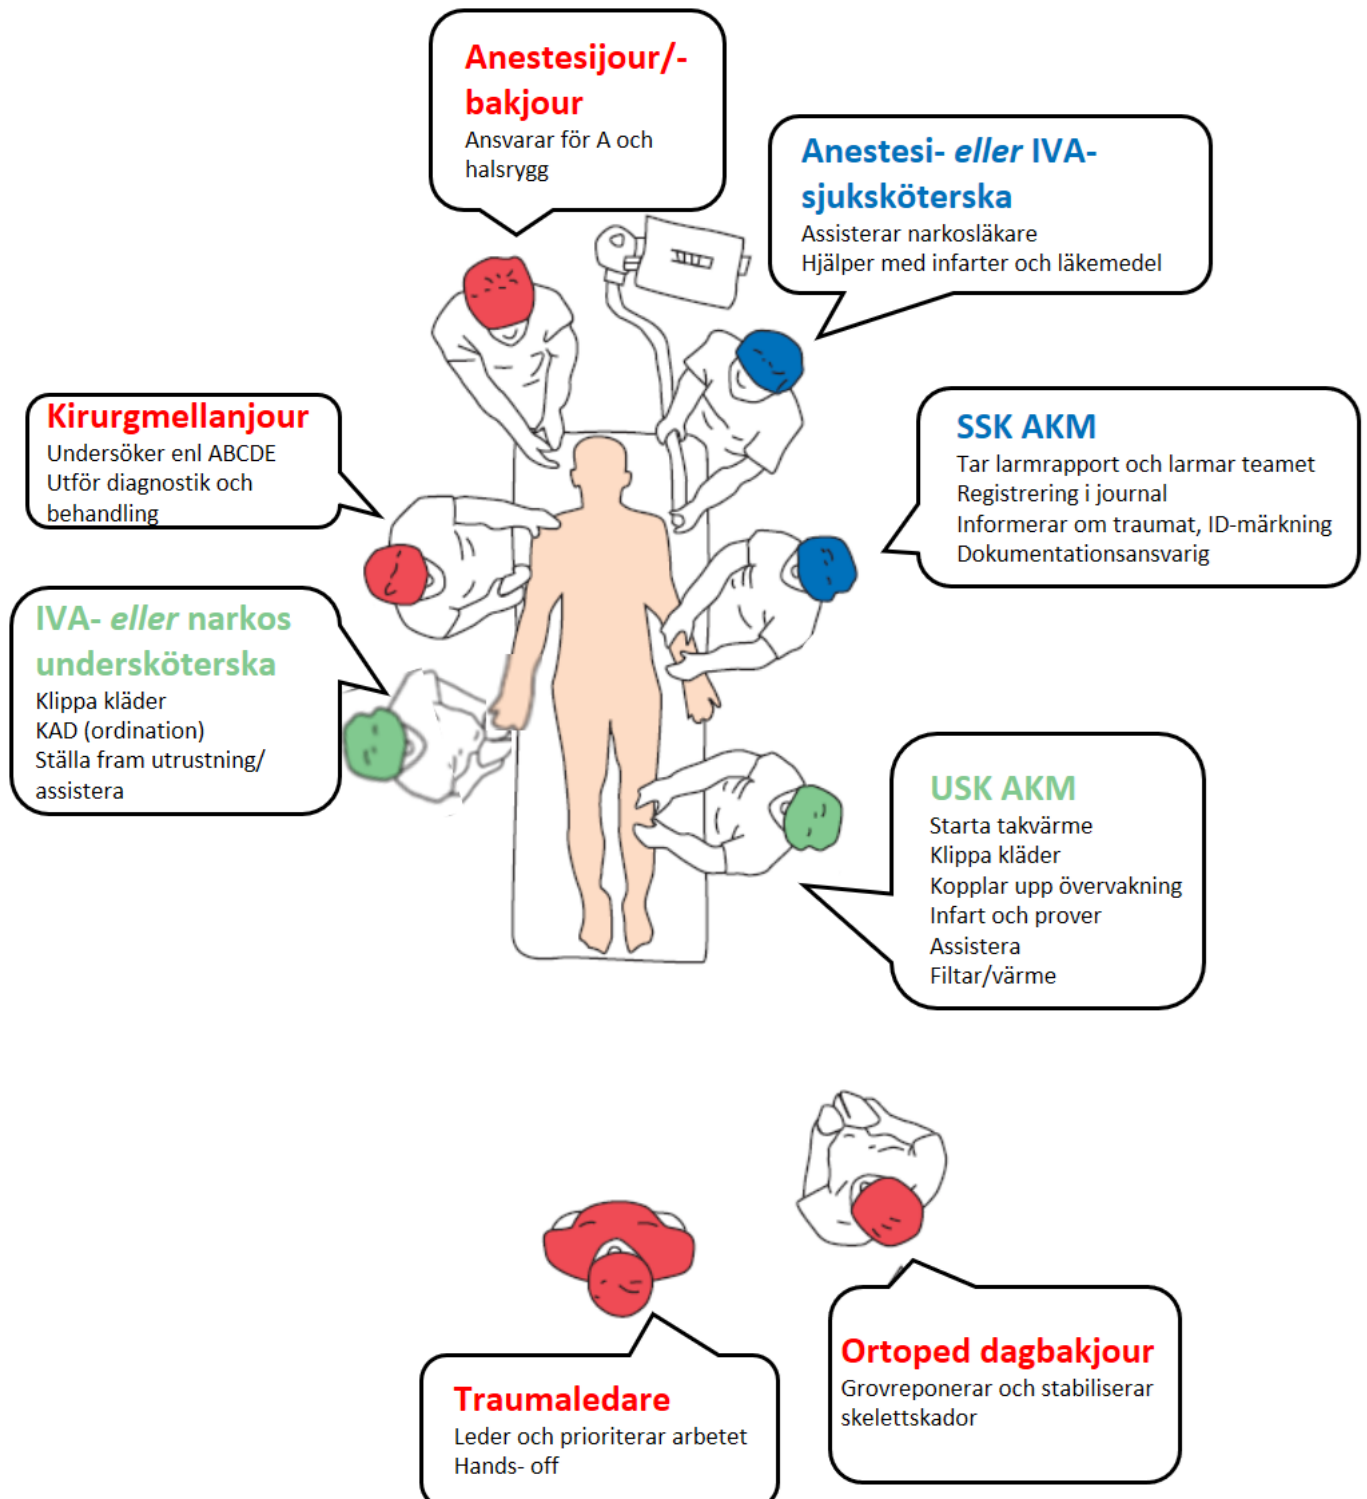 Anestesijour/-
bakjour
Ansvarar för A och
halsrygg
Anestesi- eller IVA-
sjuksköterska
Assisterar narkosläkare
Hjälper med infarter och läkemedel
Kirurgmellanjour
Undersöker enl ABCDE
Utför diagnostik och
behandling
SSK AKM
Tar larmrapport och larmar teamet
Registrering i journal
Informerar om traumat, ID-märkning
Dokumentationsansvarig
IVA- eller narkos
undersköterska
Klippa kläder
KAD (ordination)
Ställa fram utrustning/
assistera
USK AKM
Starta takvärme
Klippa kläder
Kopplar upp övervakning
Infart och prover
Assistera
Filtar/värme
Traumaledare
Leder och prioriterar arbetet
Hands- off
Ortoped dagbakjour
Grovreponerar och stabiliserar
skelettskador